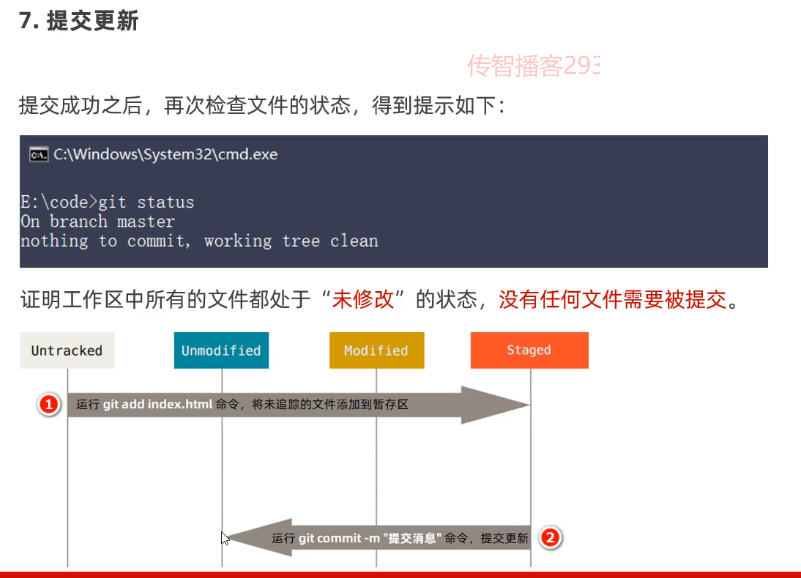 7. 提交更新
传智播客293
提交成功之后，再次检查文件的状态，得到提示如下：
C:\Windows\System32\cmd.exe
E:\code>git status
On branch master
nothing to commit, working tree clean
证明工作区中所有的文件都处于“未修改”的状态，没有任何文件需要被提交。
Untracked
Unmodified
Modified
Staged
1 运行 git add index.html 命令，将未追踪的文件添加到暂存区
运行 git commit -m "提交消息" 命令，提交更新 2